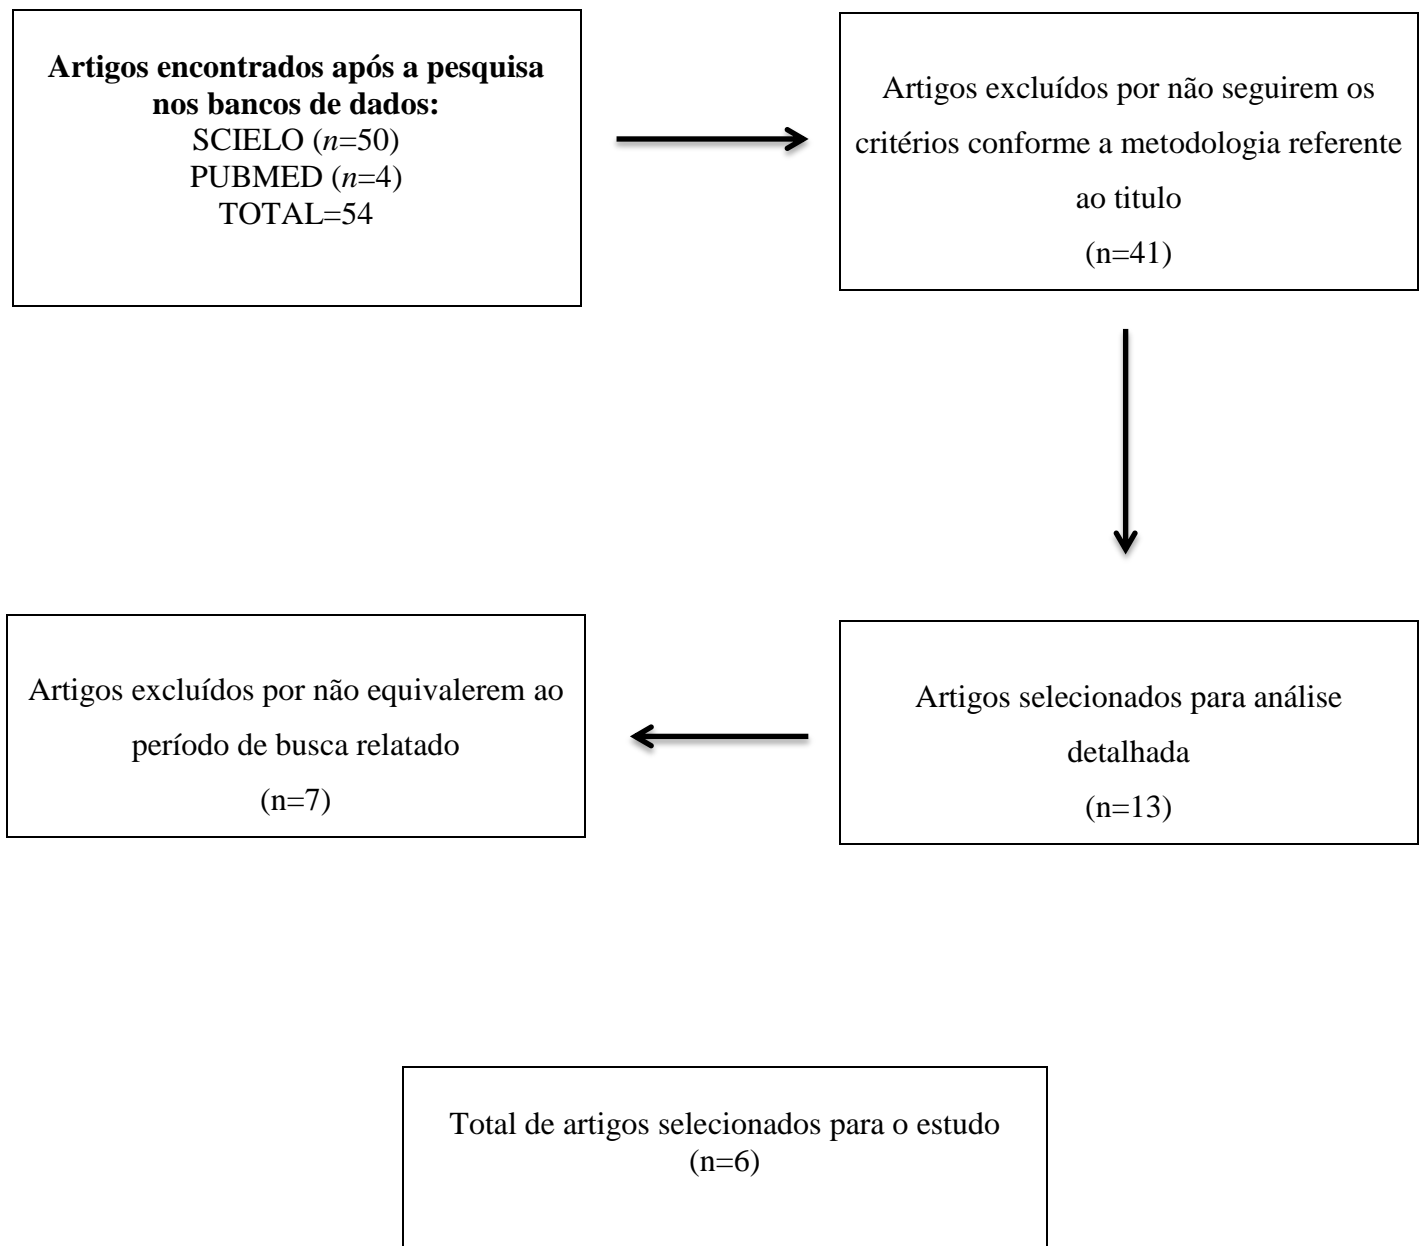 Artigos encontrados após a pesquisa
nos bancos de dados:
SCIELO (n=50)
PUBMED (n=4)
TOTAL=54
Artigos excluídos por não seguirem os
critérios conforme a metodologia referente
ao titulo
(n=41)
Artigos excluídos por não equivalerem ao
período de busca relatado
(n=7)
Artigos selecionados para análise
detalhada
(n=13)
Total de artigos selecionados para o estudo
(n=6)